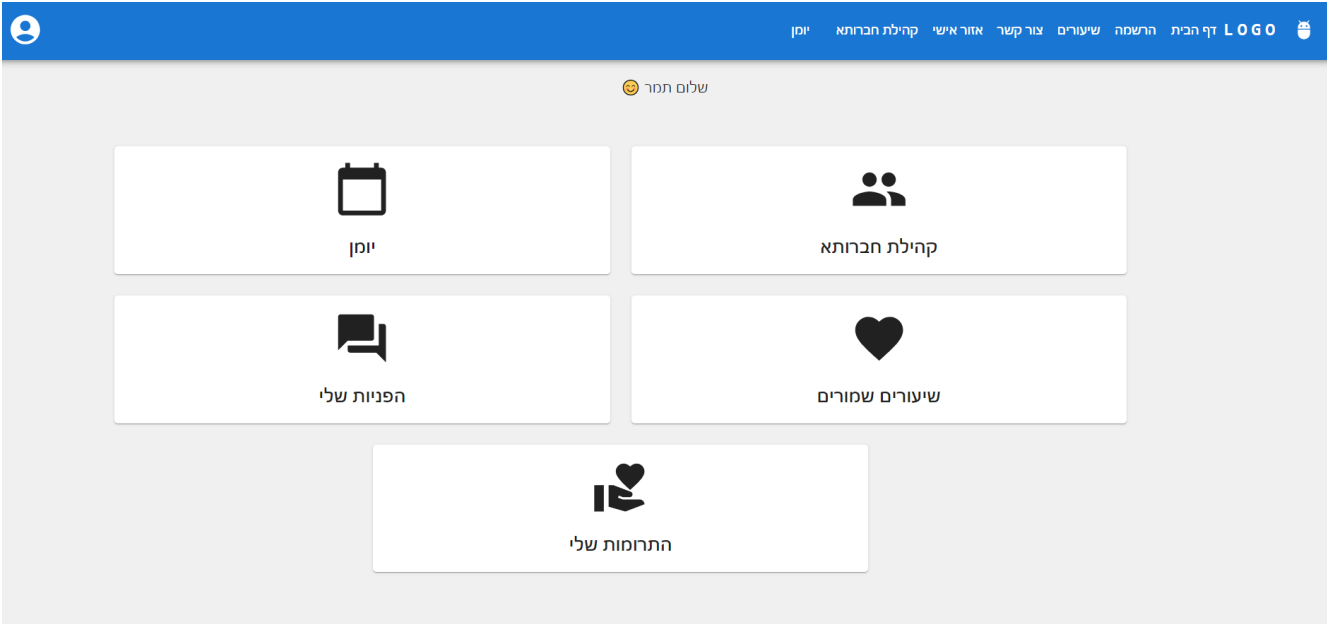 LOGO דף הבית הרשמה שיעורים צור קשר אזור אישי קהילת חברותא יומן
שלום תמר 😊
קהילת חברותא
יומן
שיעורים שמורים
הפניות שלי
התרומות שלי